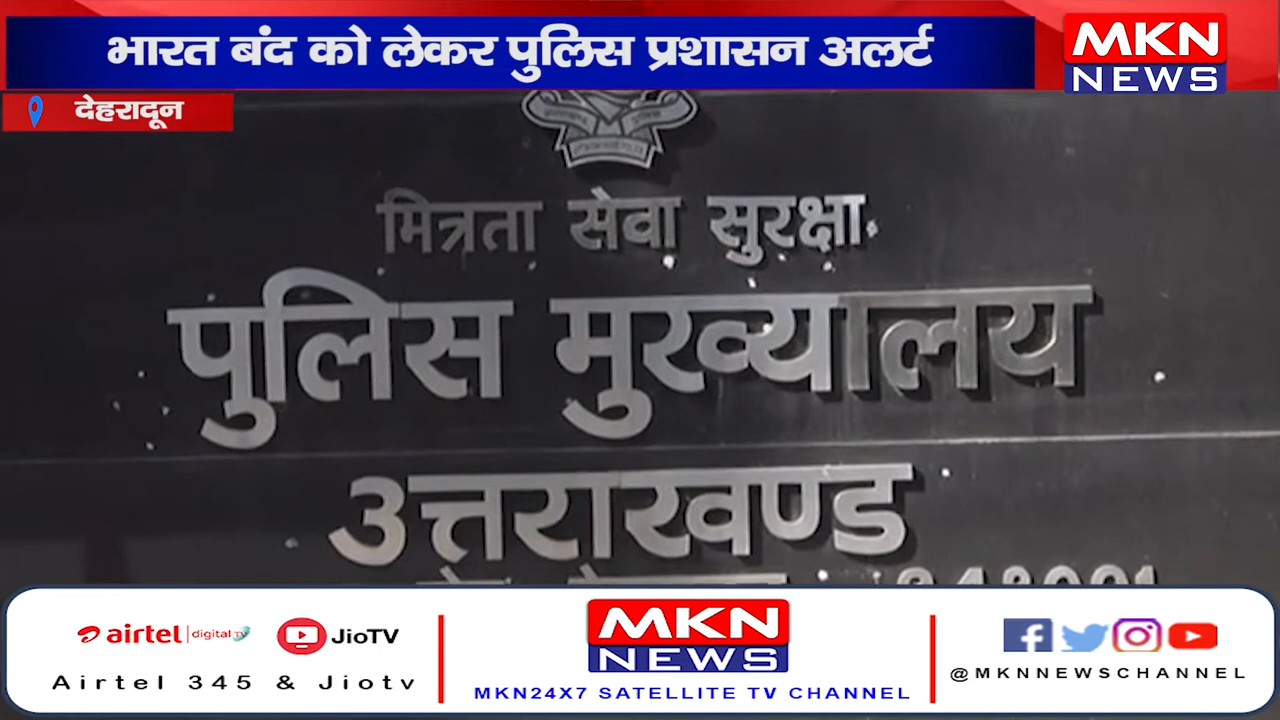 भारत बंद को लेकर पुलिस प्रशासन अलर्ट
MKN
NEWS
देहरादून
मित्रता सेवा सुरक्षा
पुलिस मुख्यालय
उत्तराखण्ड
airtel digital TV
JioTV
Airtel 345 & Jiotv
MKN
NEWS
MKN24X7 SATELLITE TV CHANNEL
@MKNNEWSCHANNEL